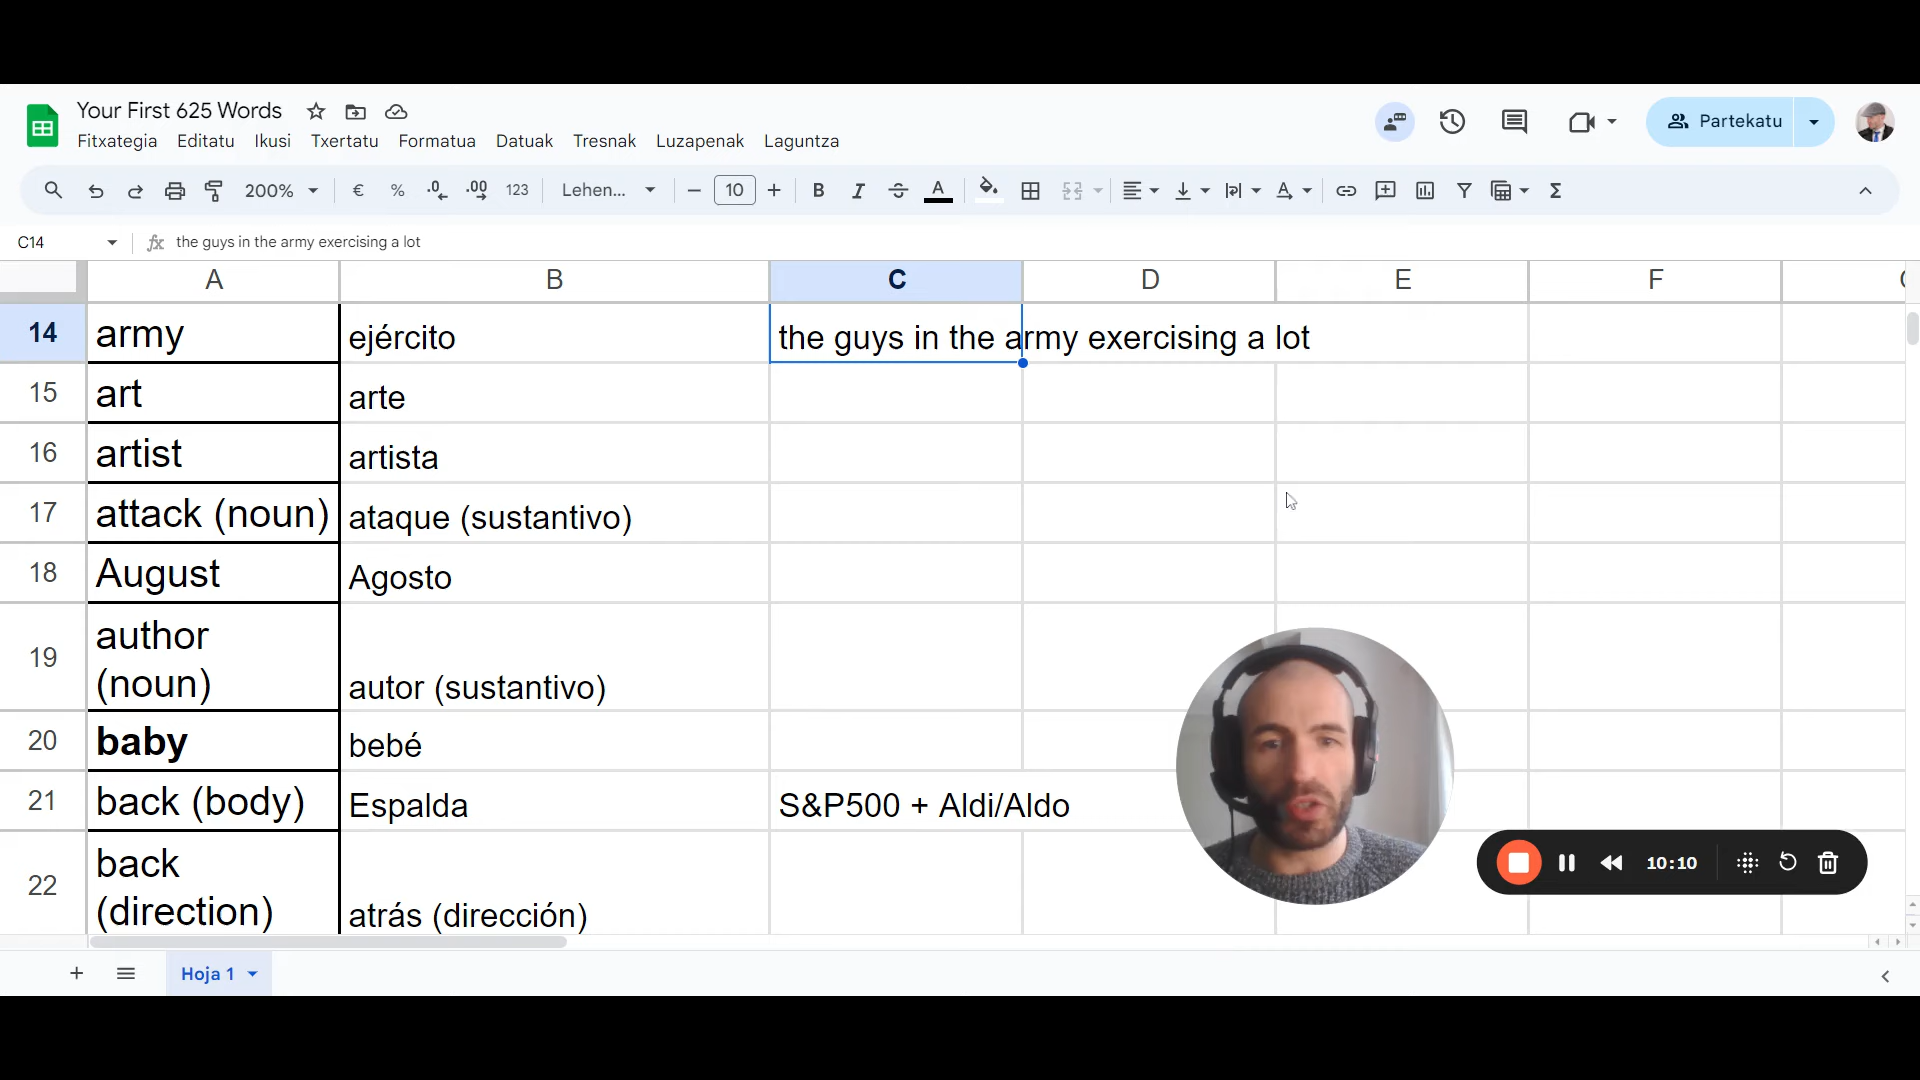 Your First 625 Words
Fitxategia Editatu Ikusi Txertatu Formatua Datuak Tresnak Luzapenak Laguntza
Partekatu
200% € % .0 .00 123 Lehen... 10 B I S A
C14 fx the guys in the army exercising a lot
A B C D E F
14 army ejército the guys in the army exercising a lot
15 art arte
16 artist artista
17 attack (noun) ataque (sustantivo)
18 August Agosto
19 author (noun) autor (sustantivo)
20 baby bebé
21 back (body) Espalda S&P500 + Aldi/Aldo
22 back (direction) atrás (dirección)
10:10
Hoja 1